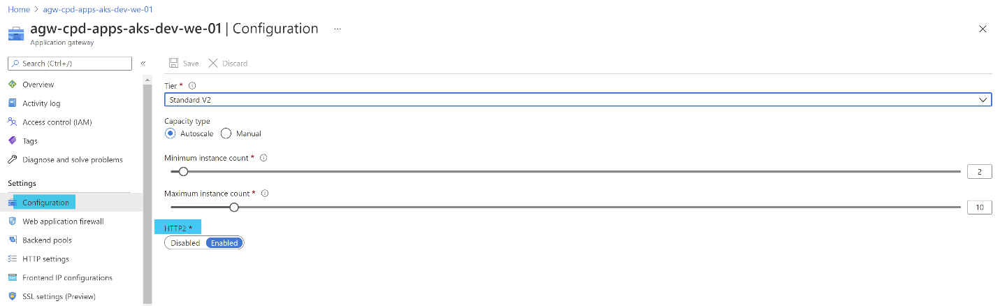 Home > agw-cpd-apps-aks-dev-we-01
agw-cpd-apps-aks-dev-we-01 | Configuration ...
Application gateway
Search (Ctrl+/)
«
Overview
Activity log
Access control (IAM)
Tags
Diagnose and solve problems
Settings
Configuration
Web application firewall
Backend pools
HTTP settings
Frontend IP configurations
SSL settings (Preview)
Save Discard
Tier *
Standard V2
Capacity type
Autoscale Manual
Minimum instance count *
2
Maximum instance count *
10
HTTP2 *
Disabled Enabled